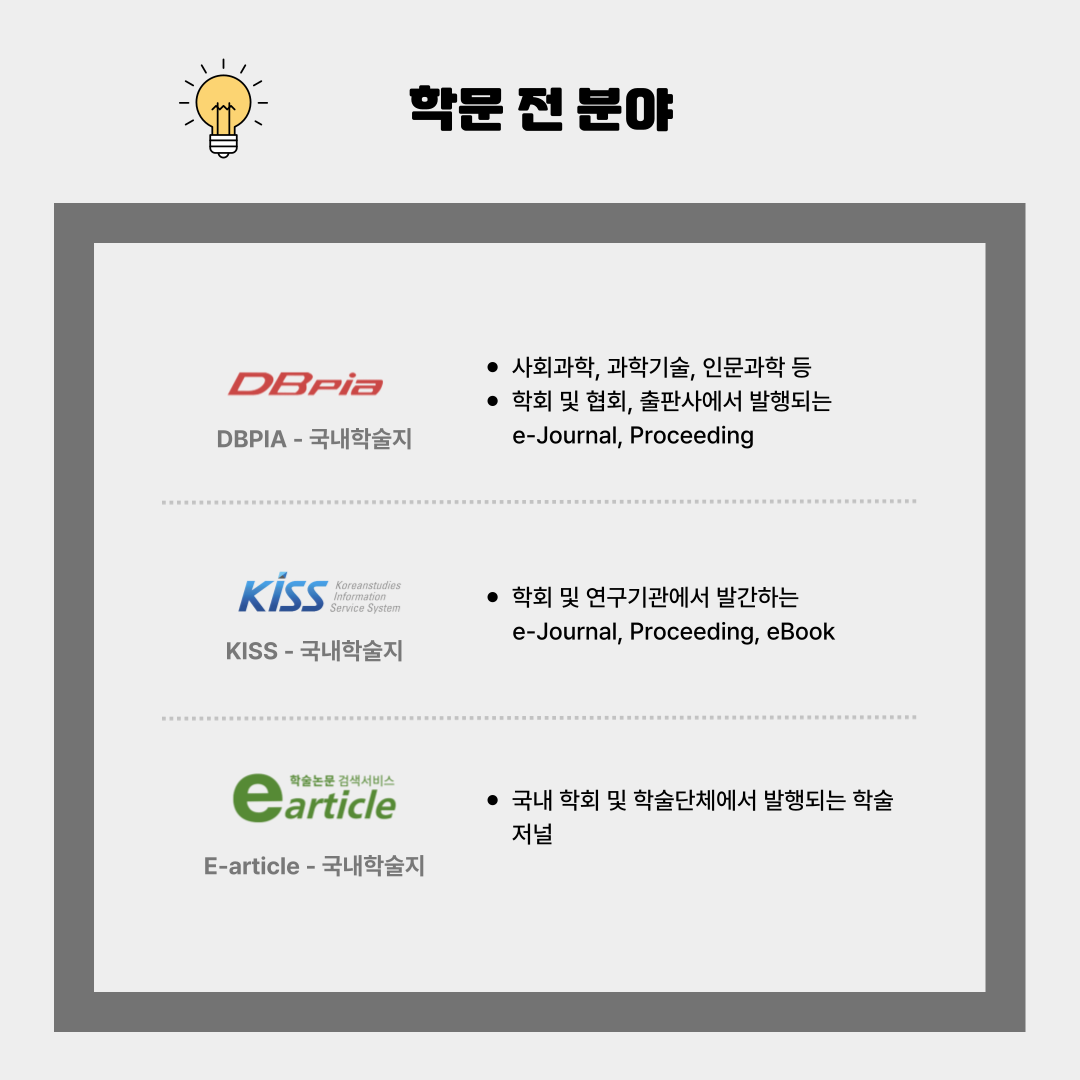 학문 전 분야
DBpia
DBPIA - 국내학술지
사회과학, 과학기술, 인문과학 등
학회 및 협회, 출판사에서 발행되는
e-Journal, Proceeding
KISS Koreanstudies
Information
Service System
KISS - 국내학술지
학회 및 연구기관에서 발간하는
e-Journal, Proceeding, eBook
학술논문 검색서비스
earticle
E-article - 국내학술지
국내 학회 및 학술단체에서 발행되는 학술
저널